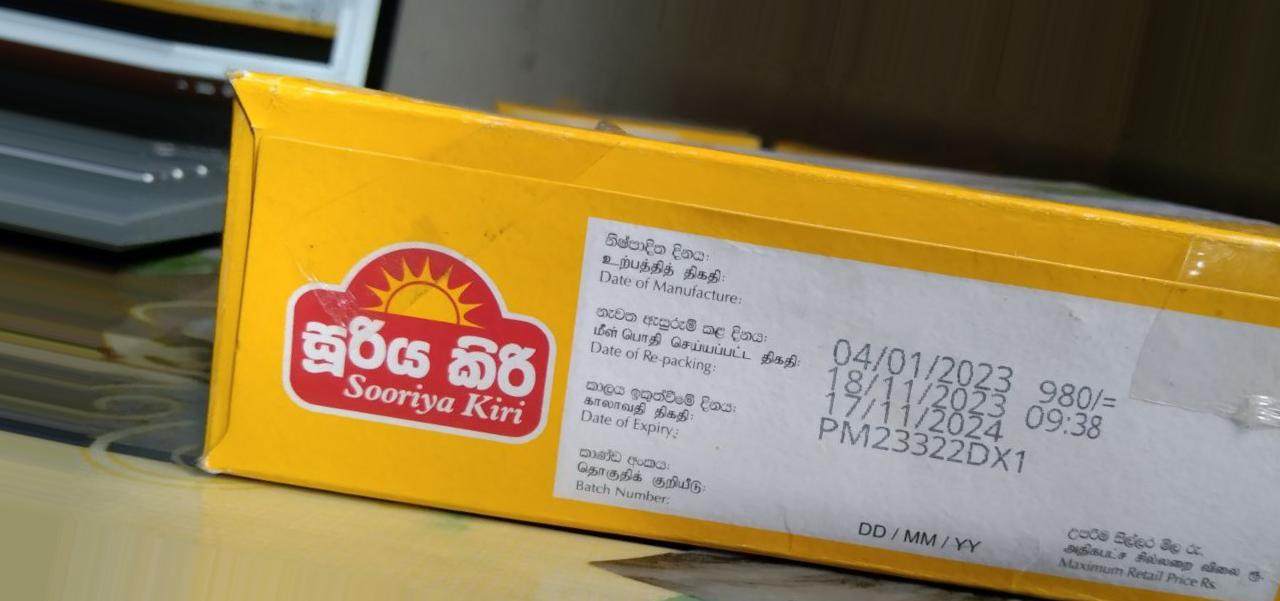 සූරිය කිරි
Sooriya Kiri
නිෂ්පාදිත දිනය:
உற்பத்தித் திகதி:
Date of Manufacture:
නැවත ඇසුරුම් කළ දිනය:
மீள் பொதி செய்யப்பட்ட திகதி:
Date of Re-packing:
කාලය ඉකුත්වීමේ දිනය:
காலாவதி திகதி:
Date of Expiry:
කාණ්ඩ අංකය:
தொகுதிக் குறியீடு:
Batch Number:
04/01/2023 980/=
18/11/2023 09:38
17/11/2024
PM23322DX1
DD / MM / YY
උපරිම සිල්ලර මිල රු.
அதிகபட்ச சில்லறை விலை ரூ.
Maximum Retail Price Rs.